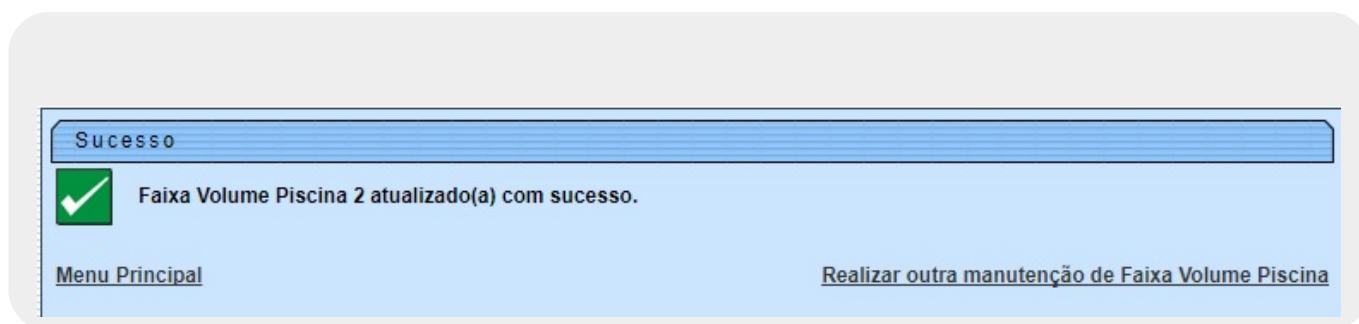 Sucesso
Faixa Volume Piscina 2 atualizado(a) com sucesso.
Menu Principal Realizar outra manutenção de Faixa Volume Piscina